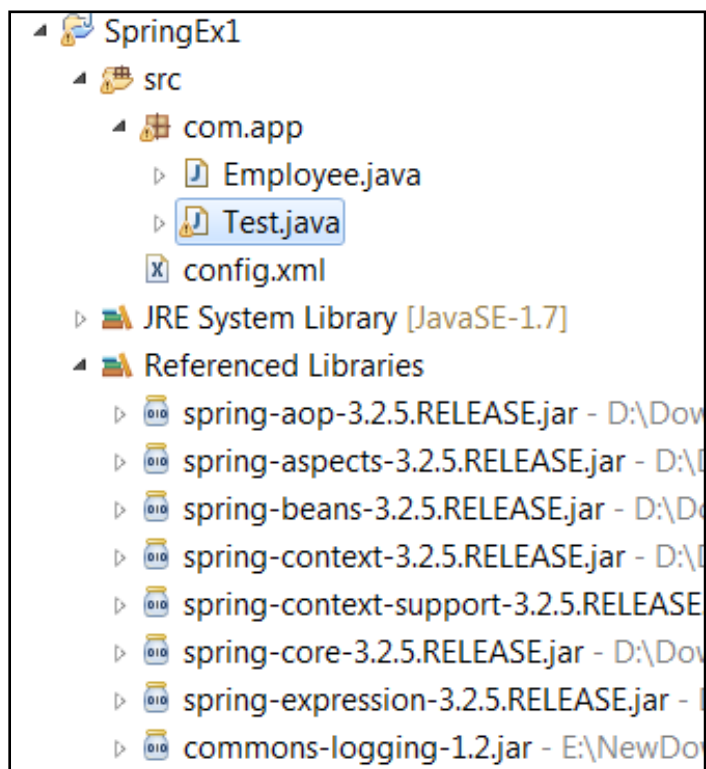 SpringEx1
src
com.app
Employee.java
Test.java
config.xml
JRE System Library [JavaSE-1.7]
Referenced Libraries
spring-aop-3.2.5.RELEASE.jar - D:\Dow
spring-aspects-3.2.5.RELEASE.jar - D:\
spring-beans-3.2.5.RELEASE.jar - D:\Do
spring-context-3.2.5.RELEASE.jar - D:\
spring-context-support-3.2.5.RELEASE.
spring-core-3.2.5.RELEASE.jar - D:\Dov
spring-expression-3.2.5.RELEASE.jar -
commons-logging-1.2.jar - E:\NewDov